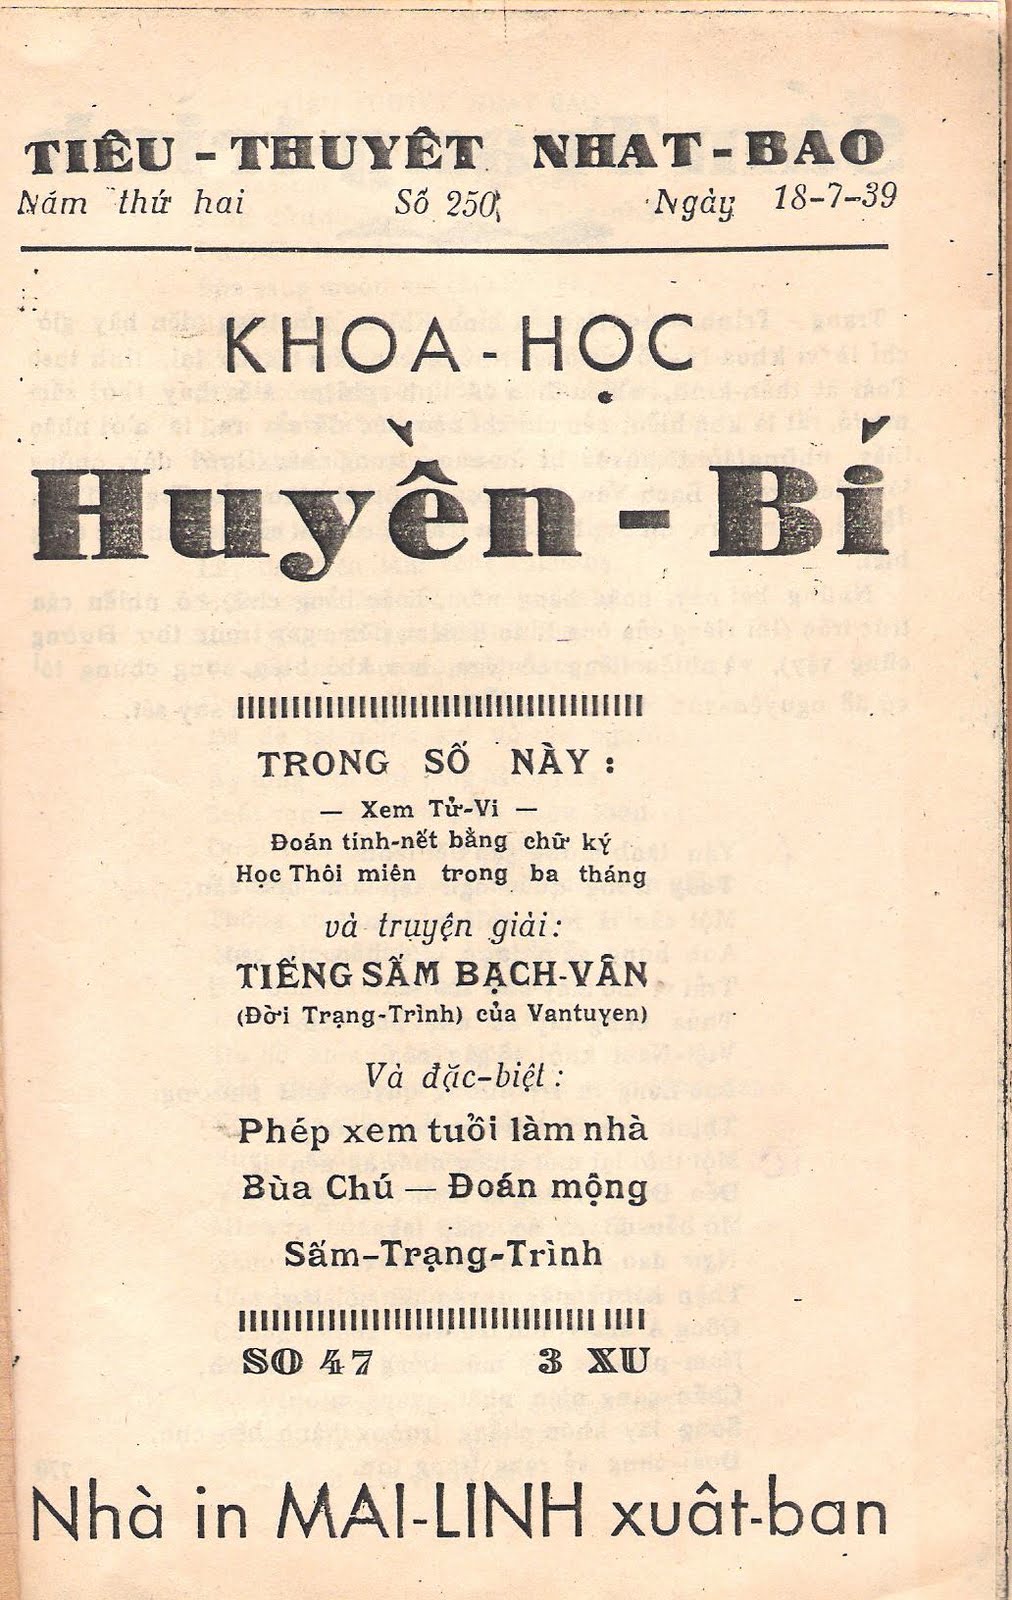 TIÊU-THUYÊT NHAT-BAO
Năm thứ hai Số 250 Ngày 18-7-39
KHOA-HỌC
Huyền-Bí
TRONG SỐ NÀY:
— Xem Tử-Vi —
Đoán tính-nết bằng chữ ký
Học Thôi miên trong ba tháng
và truyện giải:
TIẾNG SẤM BẠCH-VÂN
(Đời Trạng-Trình) của Vantuyen)
Và đặc-biệt:
Phép xem tuổi làm nhà
Bùa Chú — Đoán mộng
Sấm-Trạng-Trình
SO 47 3 XU
Nhà in MAI-LINH xuât-ban